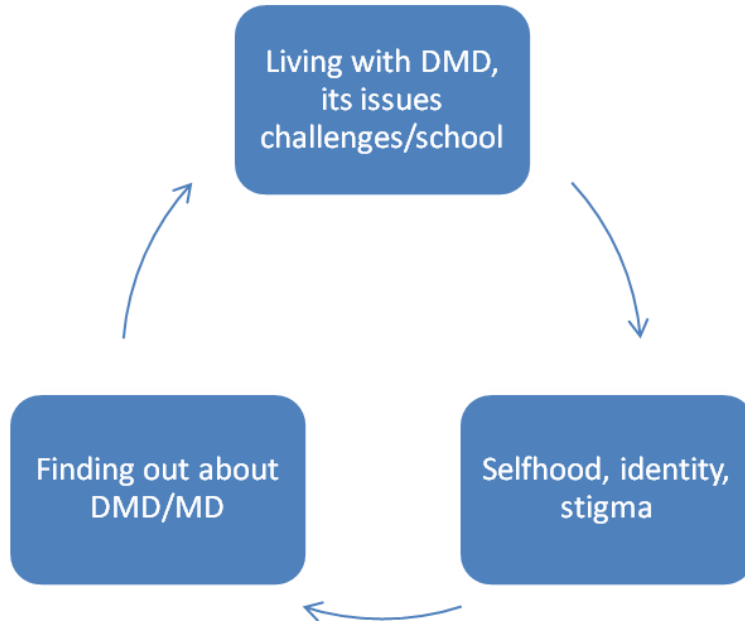 Living with DMD,
its issues
challenges/school
Finding out about
DMD/MD
Selfhood, identity,
stigma